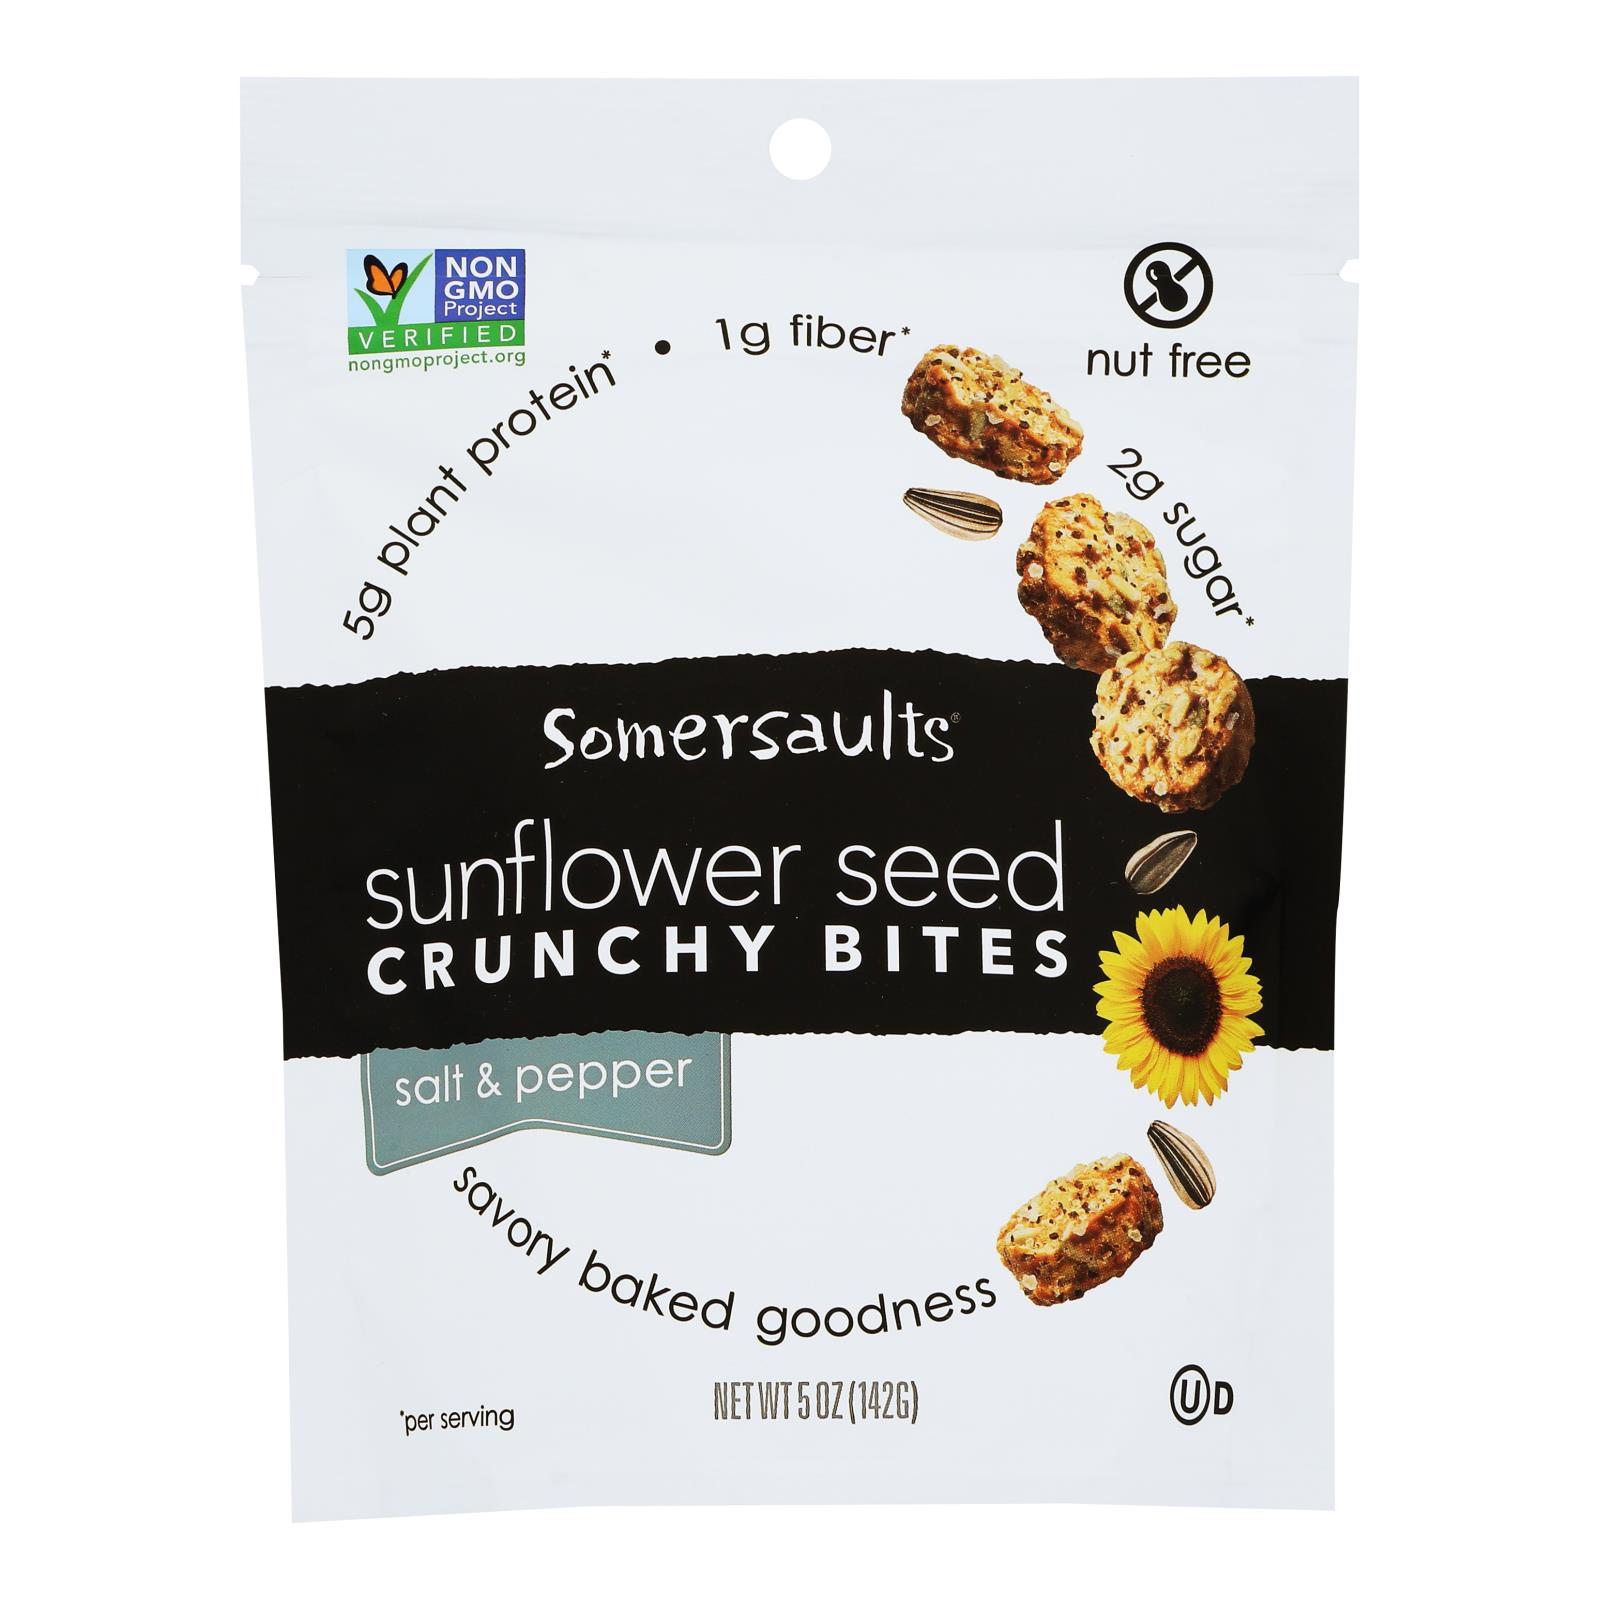 NON
GMO
Project
VERIFIED
nongmoproject.org
nut free
5g plant protein* • 1g fiber*
2g sugar*
Somersaults®
sunflower seed
CRUNCHY BITES
salt & pepper
savory baked goodness
*per serving
NET WT 5 OZ (142G)
U D